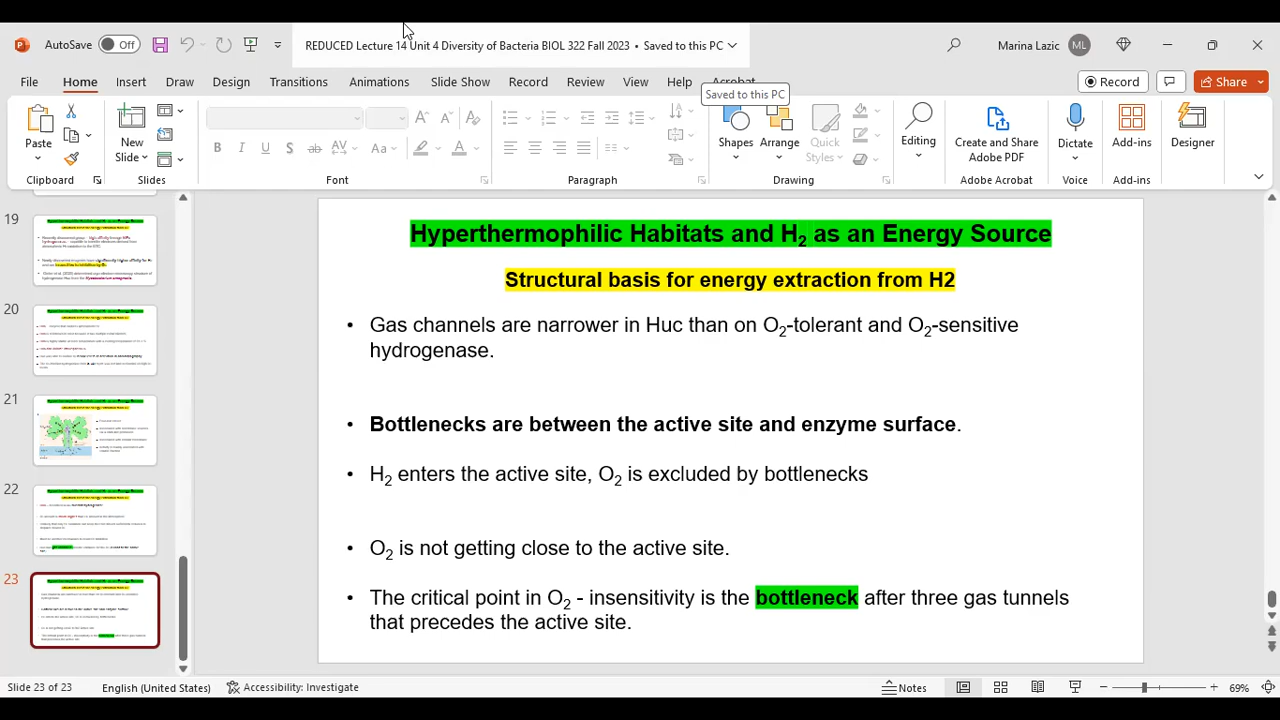 AutoSave Off REDUCED Lecture 14 Unit 4 Diversity of Bacteria BIOL 322 Fall 2023 • Saved to this PC Marina Lazic ML
File Home Insert Draw Design Transitions Animations Slide Show Record Review View Help Acrobat Record Share
Saved to this PC
Paste New Slide Shapes Arrange Quick Styles Editing Create and Share Adobe PDF Dictate Add-ins Designer
Clipboard Slides Font Paragraph Drawing Adobe Acrobat Voice Add-ins
19
20
21
22
23
Hyperthermophilic Habitats and H2 as an Energy Source
Structural basis for energy extraction from H2
• Gas channels are narrower in Huc than on O2-tolerant and O2-sensitive
hydrogenase.
• Bottlenecks are between the active site and enzyme surface.
• H2 enters the active site, O2 is excluded by bottlenecks
• O2 is not getting close to the active site.
• The critical point in O2 - insensitivity is the bottleneck after three gas tunnels
that precedes the active site.
Slide 23 of 23 English (United States) Accessibility: Investigate Notes 69%